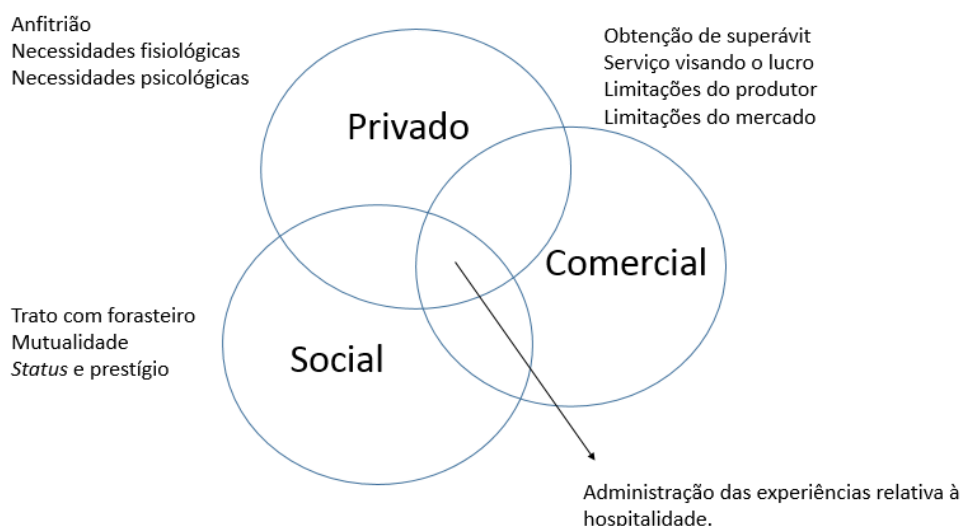 Anfitrião
Necessidades fisiológicas
Necessidades psicológicas
Obtenção de superávit
Serviço visando o lucro
Limitações do produtor
Limitações do mercado
Privado
Comercial
Trato com forasteiro
Mutualidade
Status e prestígio
Social
Administração das experiências relativa à
hospitalidade.